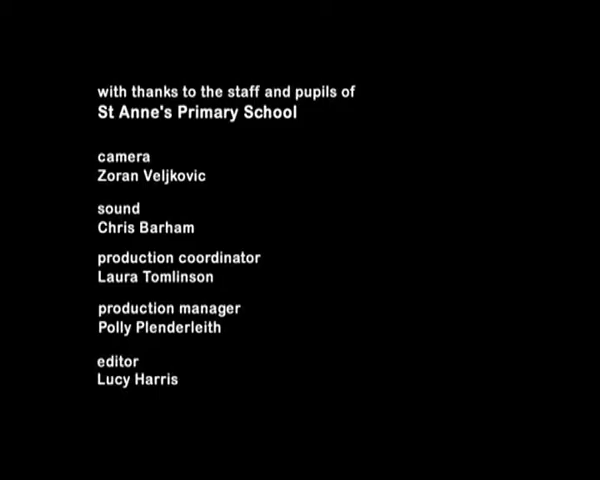 with thanks to the staff and pupils of
St Anne's Primary School
camera
Zoran Veljkovic
sound
Chris Barham
production coordinator
Laura Tomlinson
production manager
Polly Plenderleith
editor
Lucy Harris